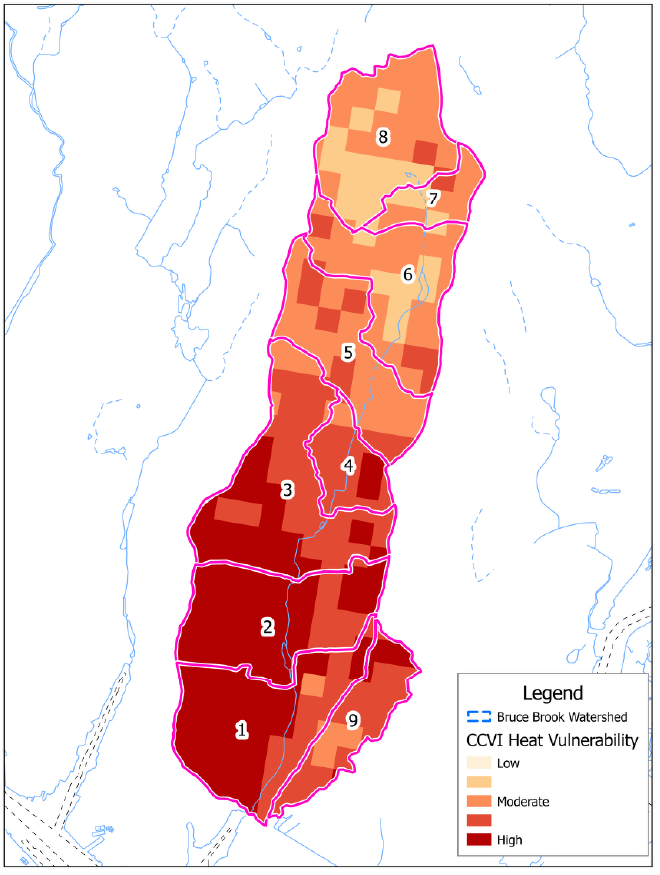 8
7
6
5
4
3
2
1
9
Legend
Bruce Brook Watershed
CCVI Heat Vulnerability
Low
Moderate
High